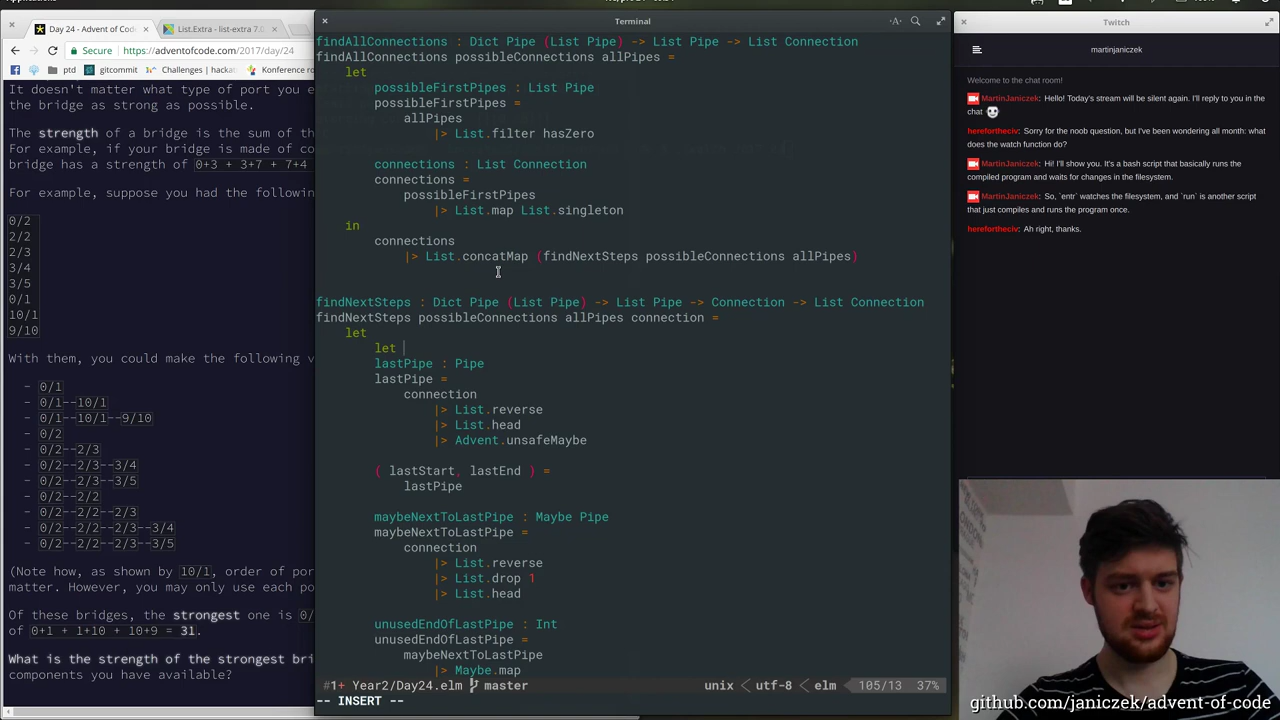 Day 24 - Advent of Code
List.Extra - list-extra 7.0
Secure
https://adventofcode.com/2017/day/24
ptd
gitcommit
Challenges | hacka
Konference ro
It doesn't matter what type of port you e
the bridge as strong as possible.
The strength of a bridge is the sum of th
For example, if your bridge is made of co
bridge has a strength of 0+3 + 3+7 + 7+4
For example, suppose you had the followin
0/2
2/2
2/3
3/4
3/5
0/1
10/1
9/10
With them, you could make the following v
- 0/1
- 0/1--10/1
- 0/1--10/1--9/10
- 0/2
- 0/2--2/3
- 0/2--2/3--3/4
- 0/2--2/3--3/5
- 0/2--2/2
- 0/2--2/2--2/3
- 0/2--2/2--2/3--3/4
- 0/2--2/2--2/3--3/5
(Note how, as shown by 10/1, order of por
matter. However, you may only use each po
Of these bridges, the strongest one is 0/
of 0+1 + 1+10 + 10+9 = 31.
What is the strength of the strongest bri
components you have available?
Terminal
findAllConnections : Dict Pipe (List Pipe) -> List Pipe -> List Connection
findAllConnections possibleConnections allPipes =
let
possibleFirstPipes : List Pipe
possibleFirstPipes =
allPipes
|> List.filter hasZero
connections : List Connection
connections =
possibleFirstPipes
|> List.map List.singleton
in
connections
|> List.concatMap (findNextSteps possibleConnections allPipes)
findNextSteps : Dict Pipe (List Pipe) -> List Pipe -> Connection -> List Connection
findNextSteps possibleConnections allPipes connection =
let
let
lastPipe : Pipe
lastPipe =
connection
|> List.reverse
|> List.head
|> Advent.unsafeMaybe
( lastStart, lastEnd ) =
lastPipe
maybeNextToLastPipe : Maybe Pipe
maybeNextToLastPipe =
connection
|> List.reverse
|> List.drop 1
|> List.head
unusedEndOfLastPipe : Int
unusedEndOfLastPipe =
maybeNextToLastPipe
|> Maybe.map
#1+ Year2/Day24.elm master
unix < utf-8 < elm 105/13 37%
-- INSERT --
Twitch
martinjaniczek
Welcome to the chat room!
MartinJaniczek: Hello! Today's stream will be silent again. I'll reply to you in the
chat
herefortheciv: Sorry for the noob question, but I've been wondering all month: what
does the watch function do?
MartinJaniczek: Hi! I'll show you. It's a bash script that basically runs the
compiled program and waits for changes in the filesystem.
MartinJaniczek: So, `entr` watches the filesystem, and `run` is another script
that just compiles and runs the program once.
herefortheciv: Ah right, thanks.
github.com/janiczek/advent-of-code